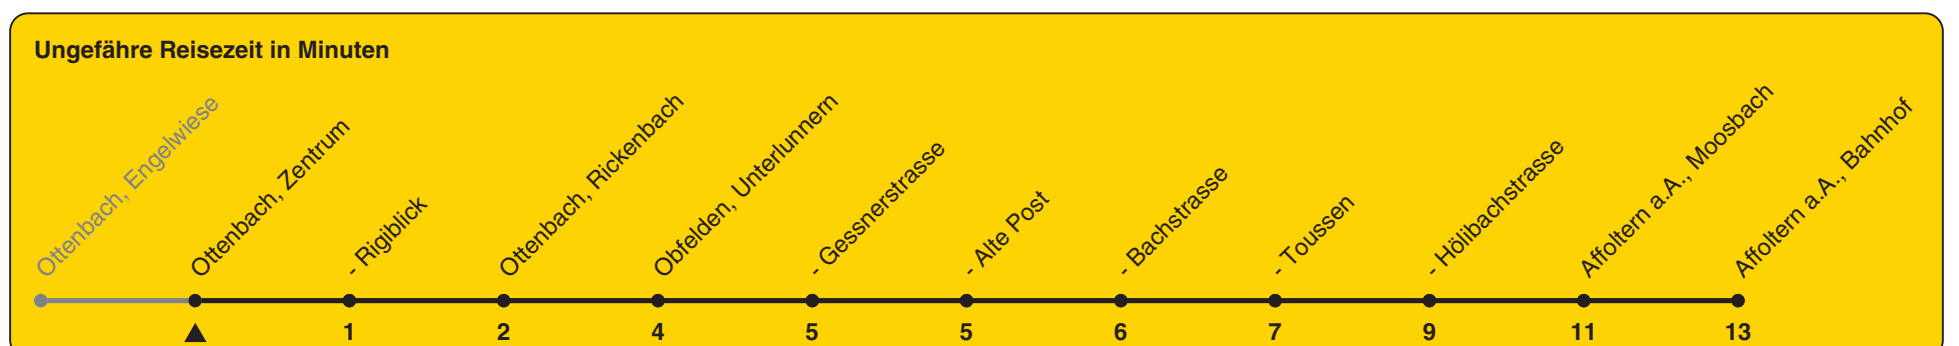 Ungefähre Reisezeit in Minuten
Ottenbach, Engelwiese
Ottenbach, Zentrum
- Rigiblick
Ottenbach, Rickenbach
Obfelden, Unterlunnern
- Gessnerstrasse
- Alte Post
- Bachstrasse
- Toussen
- Hölibachstrasse
Affoltern a.A., Moosbach
Affoltern a.A., Bahnhof
1 2 4 5 5 6 7 9 11 13